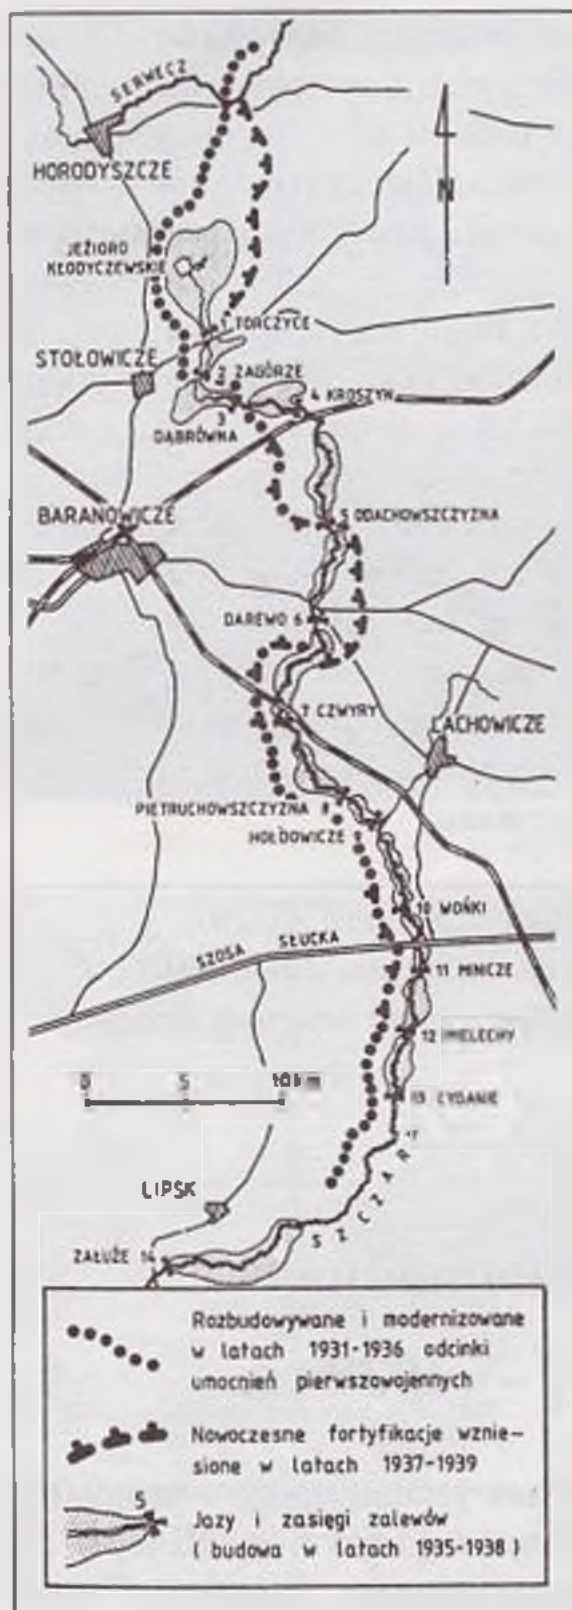 SERWECZ
HORODYSZCZE
N
JEZIORO
KŁODYCZEWSKIE
1 TORCZYCE
STOŁOWICZE
2 ZAGÓRZE
4 KROSZYN
3
DĄBRÓWNA
BARANOWICZE
5 ODACHOWSZCZYZNA
DAREWO 6
7 CZWYRY
LACHOWICZE
PIETRUCHOWSZCZYZNA 8
HOŁDOWICZE 9
10 WOŃKI
SZOSA SŁUCKA
11 MINICZE
12 IMIELECHY
0 5 10 km
13 CYGANIE
LIPSK
SZCZARA
ZAŁUŻE 14
Rozbudowywane i modernizowane
w latach 1931-1936 odcinki
umocnień pierwszowojennych
Nowoczesne fortyfikacje wznie-
sione w latach 1937-1939
5
Jazy i zasięgi zalewów
( budowa w latach 1935-1938 )